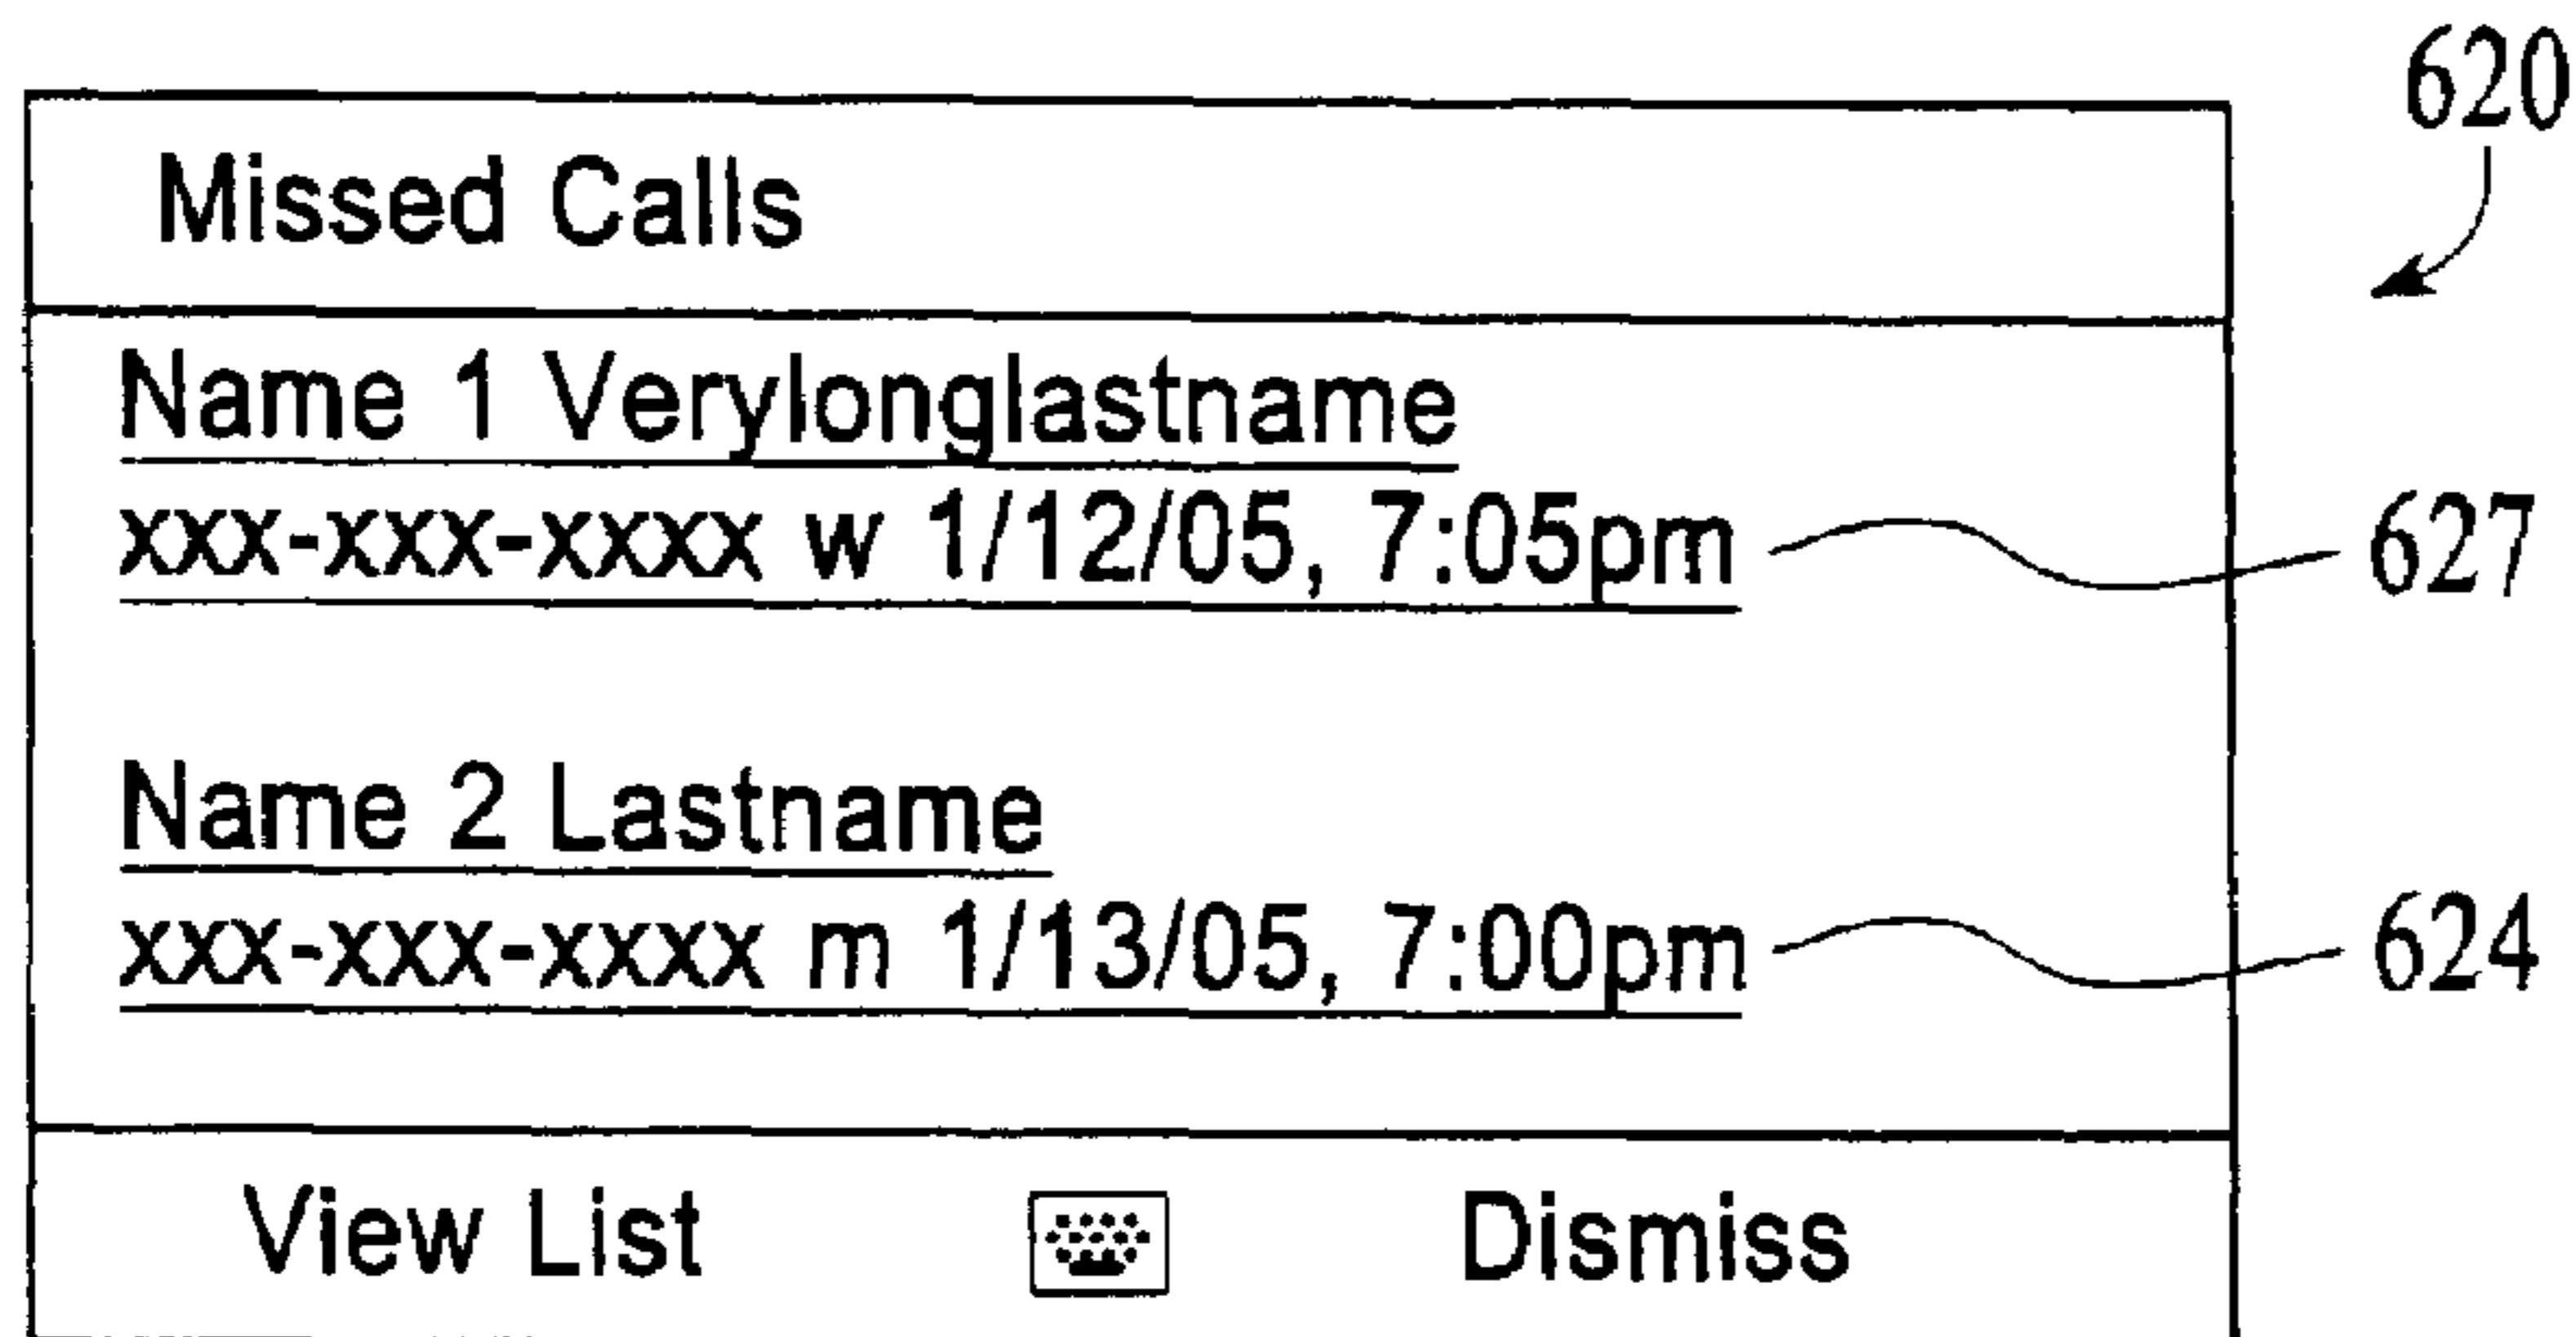 620
Missed Calls
Name 1 Verylonglastname
xxx-xxx-xxxx w 1/12/05, 7:05pm
627
Name 2 Lastname
xxx-xxx-xxxx m 1/13/05, 7:00pm
624
View List Dismiss